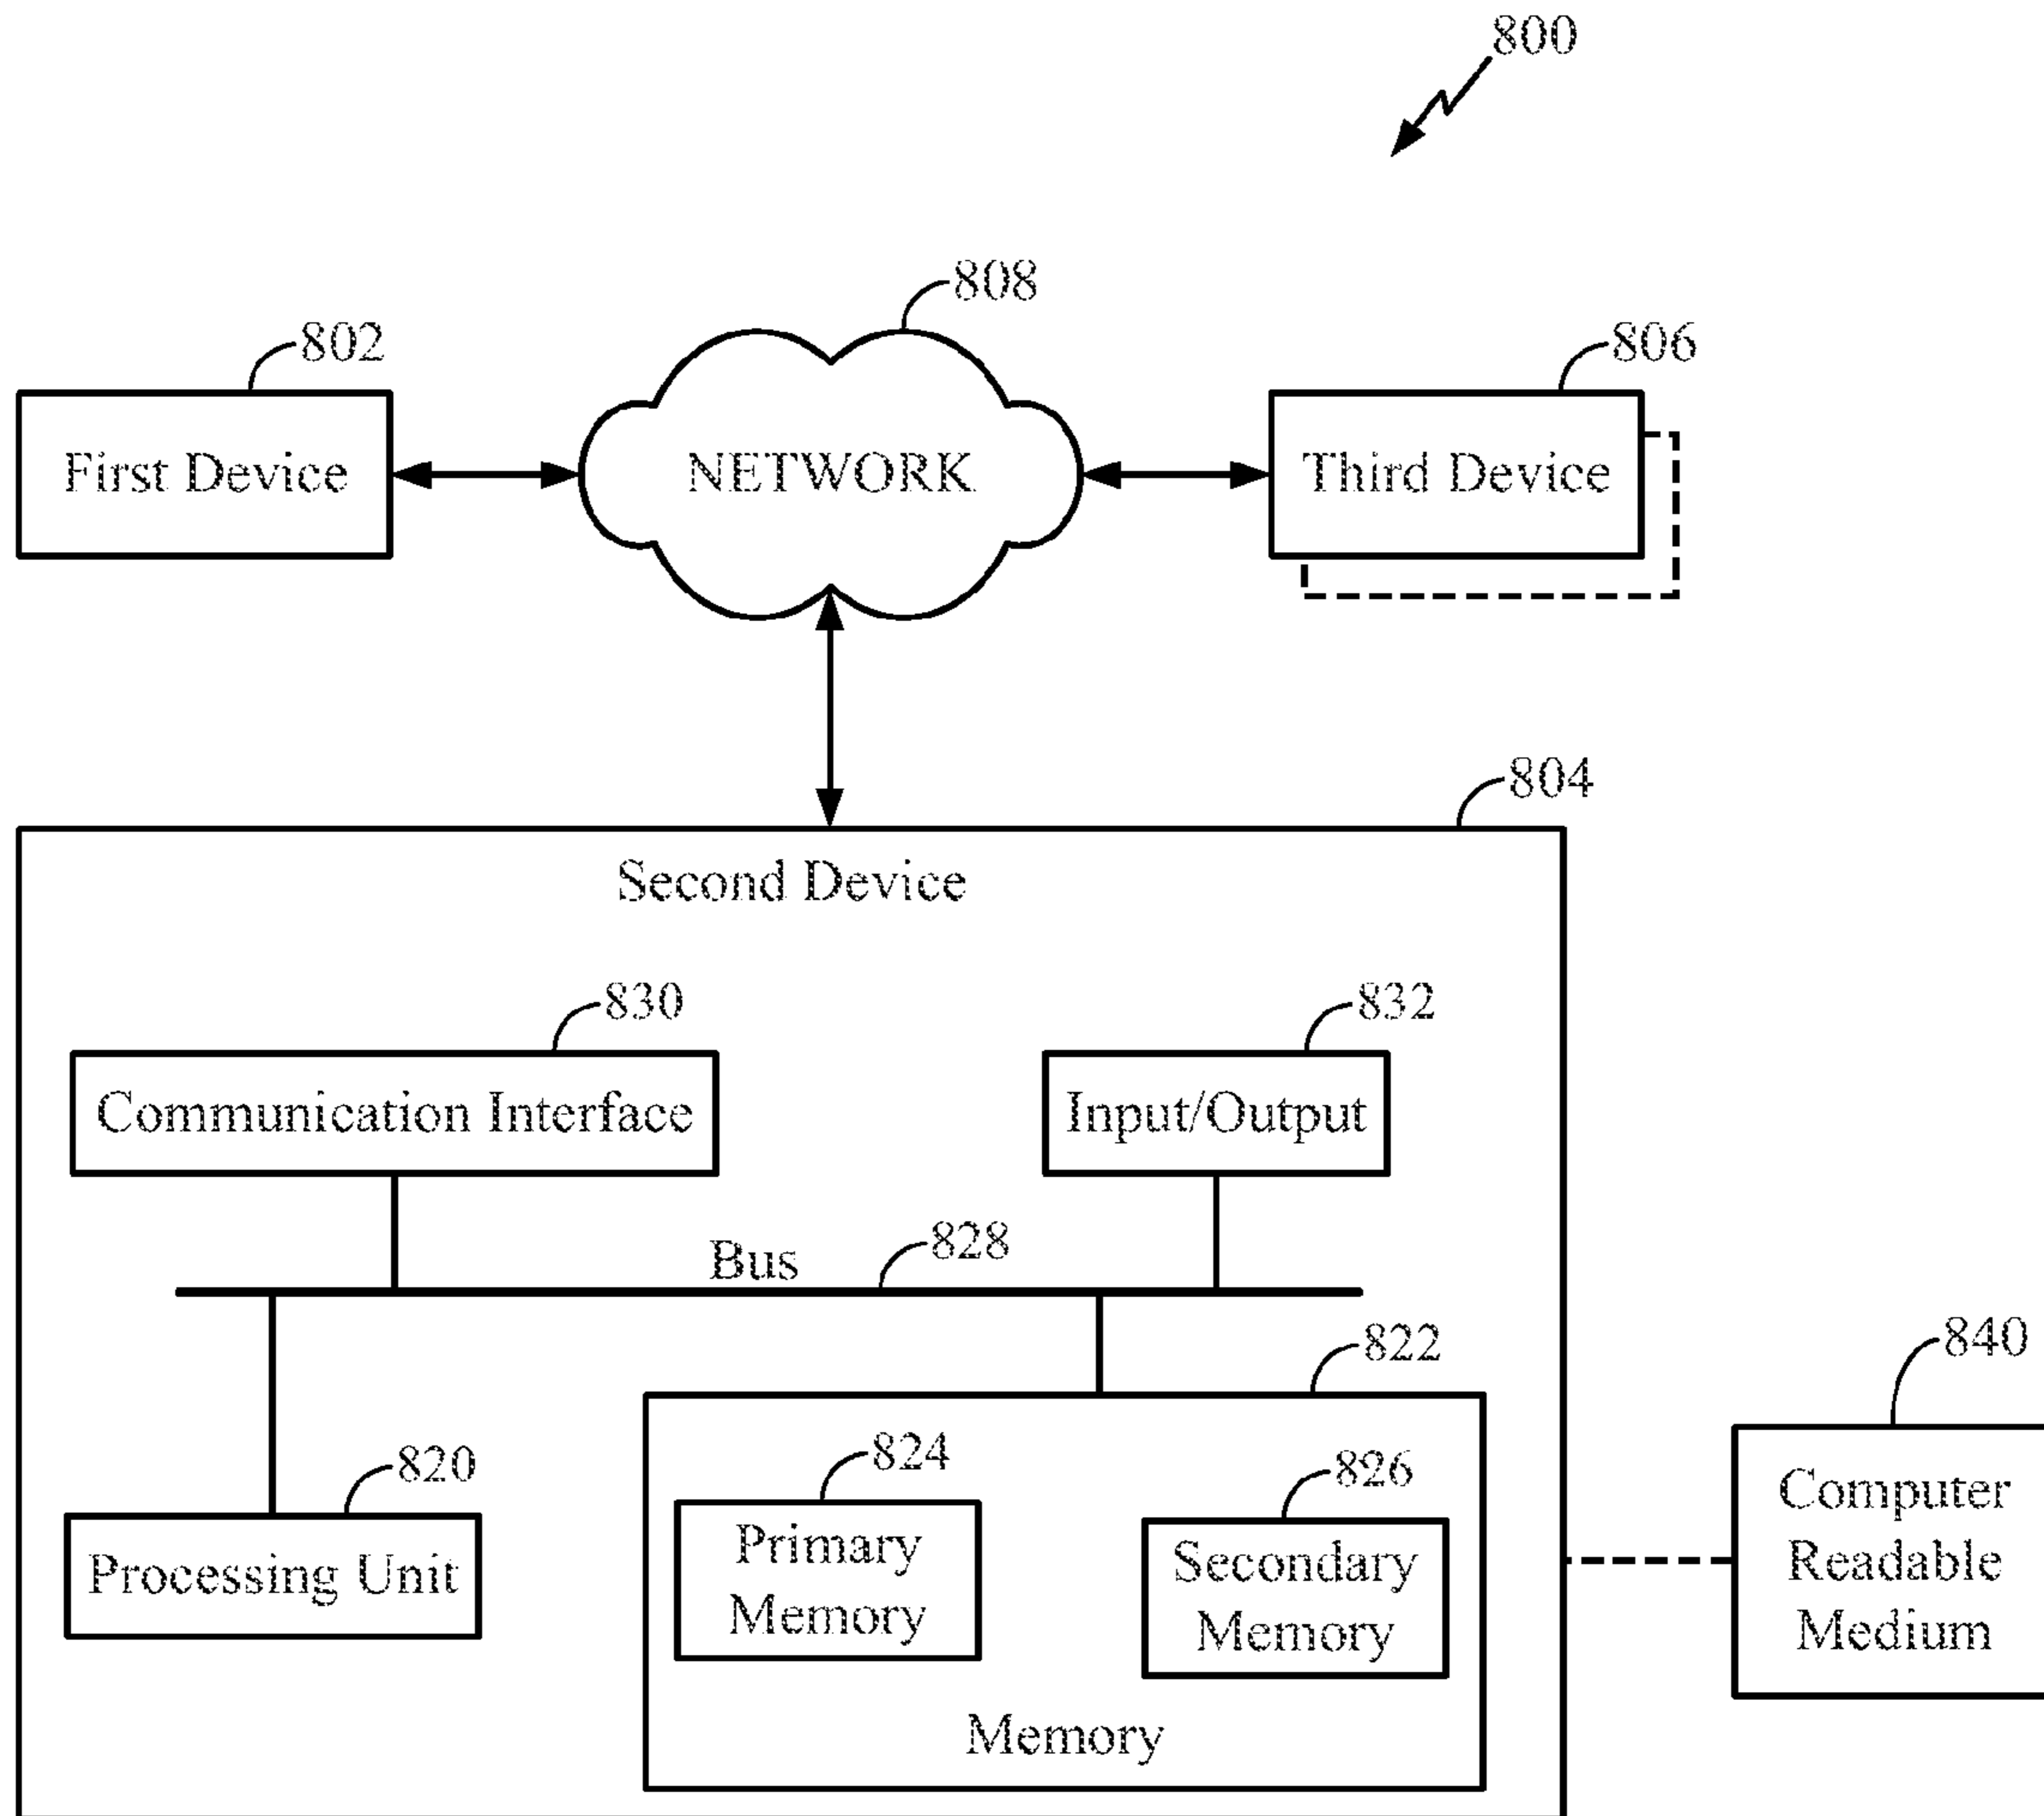 800
808
802
806
First Device
NETWORK
Third Device
804
Second Device
830
832
Communication Interface
Input/Output
Bus
828
822
840
820
824
826
Processing Unit
Primary
Memory
Secondary
Memory
Computer
Readable
Medium
Memory